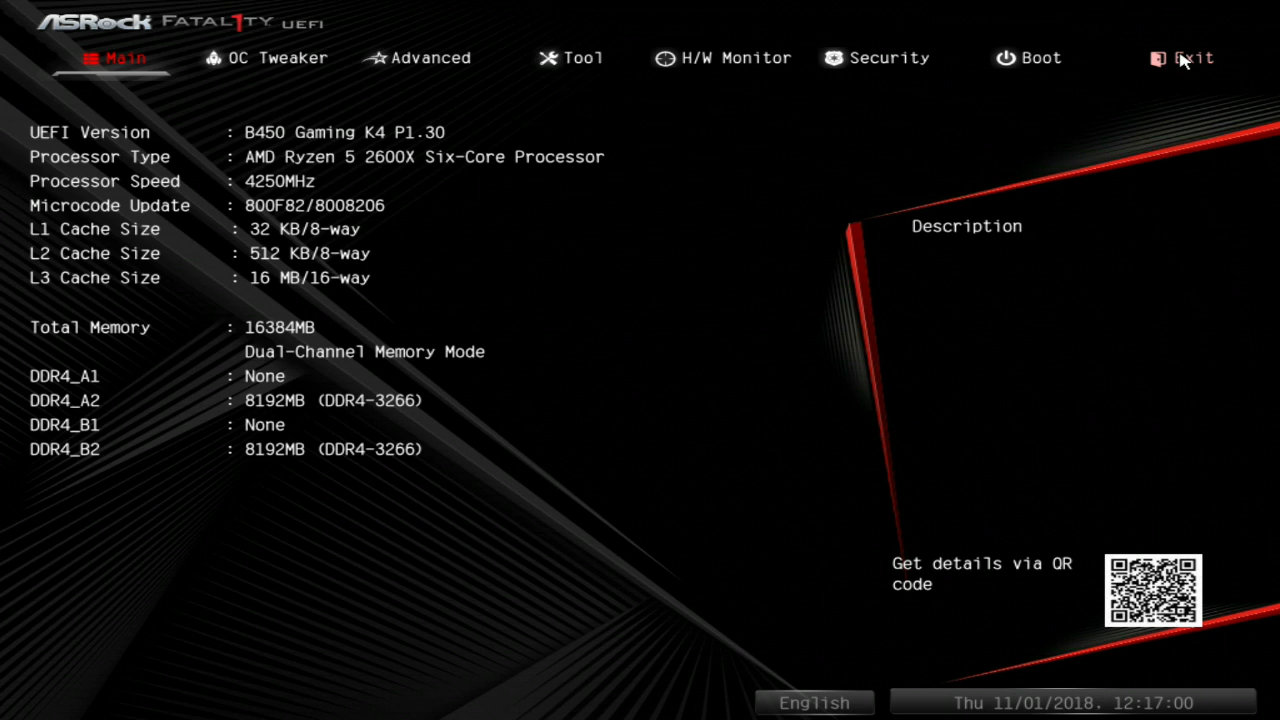 ASRock FATAL1TY UEFI
Main OC Tweaker Advanced Tool H/W Monitor Security Boot Exit
UEFI Version : B450 Gaming K4 P1.30
Processor Type : AMD Ryzen 5 2600X Six-Core Processor
Processor Speed : 4250MHz
Microcode Update : 800F82/8008206
L1 Cache Size : 32 KB/8-way
L2 Cache Size : 512 KB/8-way
L3 Cache Size : 16 MB/16-way
Total Memory : 16384MB
Dual-Channel Memory Mode
DDR4_A1 : None
DDR4_A2 : 8192MB (DDR4-3266)
DDR4_B1 : None
DDR4_B2 : 8192MB (DDR4-3266)
Description
Get details via QR
code
English
Thu 11/01/2018. 12:17:00